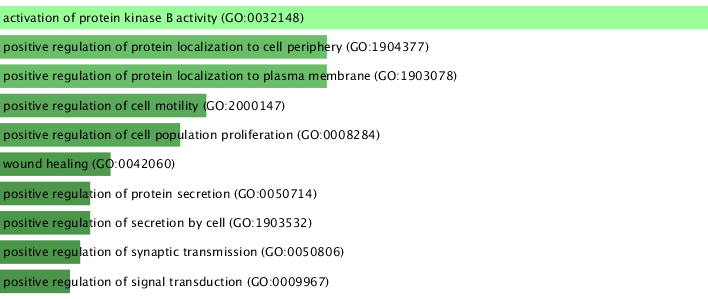 activation of protein kinase B activity (GO:0032148)
positive regulation of protein localization to cell periphery (GO:1904377)
positive regulation of protein localization to plasma membrane (GO:1903078)
positive regulation of cell motility (GO:2000147)
positive regulation of cell population proliferation (GO:0008284)
wound healing (GO:0042060)
positive regulation of protein secretion (GO:0050714)
positive regulation of secretion by cell (GO:1903532)
positive regulation of synaptic transmission (GO:0050806)
positive regulation of signal transduction (GO:0009967)